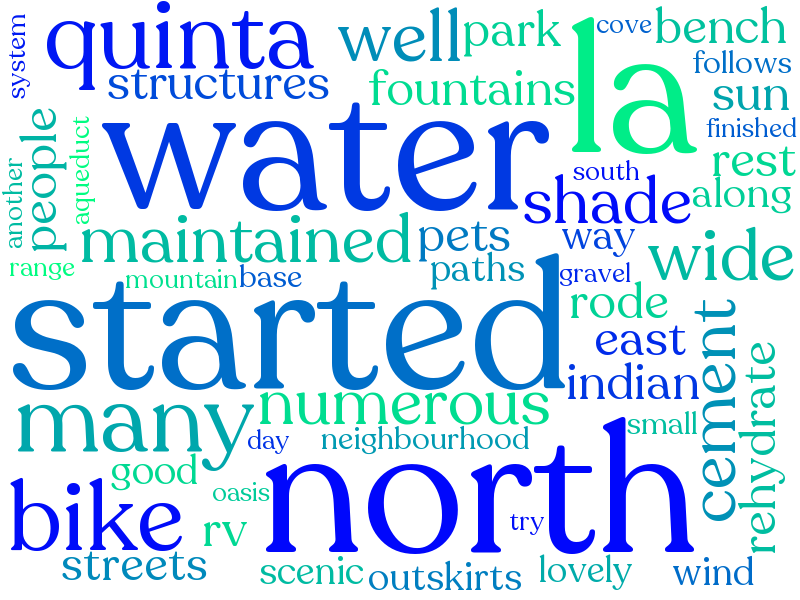 system
quinta
structures
well
park
fountains
la
cove
bench
follows
sun
finished
rest
along
people
aqueduct
another
water
south
shade
maintained
pets
way
wide
range
mountain
base
paths
gravel
rode
started
east
indian
cement
rehydrate
many
numerous
small
day
neighbourhood
good
oasis
north
bike
rv
try
streets
scenic
outskirts
lovely
wind